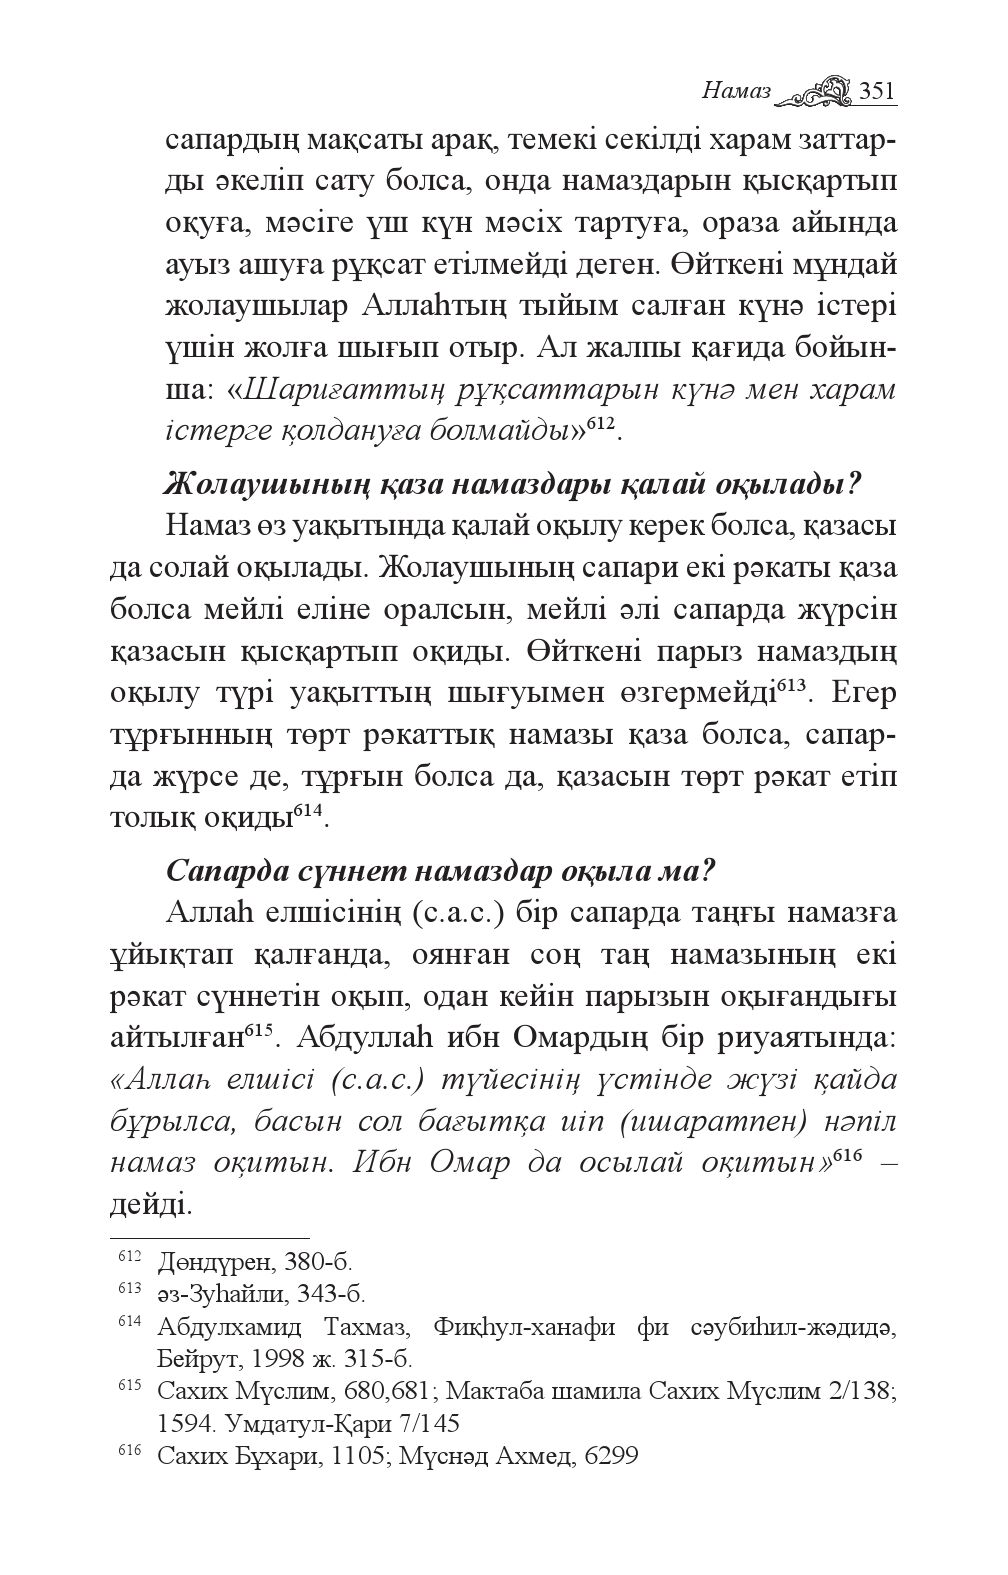 Намаз 351
сапардың мақсаты арақ, темекі секілді харам заттар-
ды әкеліп сату болса, онда намаздарын қысқартып
оқуға, мәсіге үш күн мәсіх тартуға, ораза айында
ауыз ашуға рұқсат етілмейді деген. Өйткені мұндай
жолаушылар Аллаһтың тыйым салған күнә істері
үшін жолға шығып отыр. Ал жалпы қағида бойын-
ша: «Шариғаттың рұқсаттарын күнә мен харам
істерге қолдануға болмайды»⁶¹².
Жолаушының қаза намаздары қалай оқылады?
Намаз өз уақытында қалай оқылу керек болса, қазасы
да солай оқылады. Жолаушының сапари екі рәкаты қаза
болса мейлі еліне оралсын, мейлі әлі сапарда жүрсін
қазасын қысқартып оқиды. Өйткені парыз намаздың
оқылу түрі уақыттың шығуымен өзгермейді⁶¹³. Егер
тұрғынның төрт рәкаттық намазы қаза болса, сапар-
да жүрсе де, тұрғын болса да, қазасын төрт рәкат етіп
толық оқиды⁶¹⁴.
Сапарда сүннет намаздар оқыла ма?
Аллаһ елшісінің (с.а.с.) бір сапарда таңғы намазға
ұйықтап қалғанда, оянған соң таң намазының екі
рәкат сүннетін оқып, одан кейін парызын оқығандығы
айтылған⁶¹⁵. Абдуллаһ ибн Омардың бір риуаятында:
«Аллаһ елшісі (с.а.с.) түйесінің үстінде жүзі қайда
бұрылса, басын сол бағытқа иіп (ишаратпен) нәпіл
намаз оқитын. Ибн Омар да осылай оқитын»⁶¹⁶ –
дейді.
612 Дөндүрен, 380-б.
613 әз-Зуһайли, 343-б.
614 Абдулхамид Тахмаз, Фиқһул-ханафи фи сәубиһил-жәдидә,
Бейрут, 1998 ж. 315-б.
615 Сахих Мүслим, 680,681; Мактаба шамила Сахих Мүслим 2/138;
1594. Умдатул-Қари 7/145
616 Сахих Бұхари, 1105; Мүснәд Ахмед, 6299